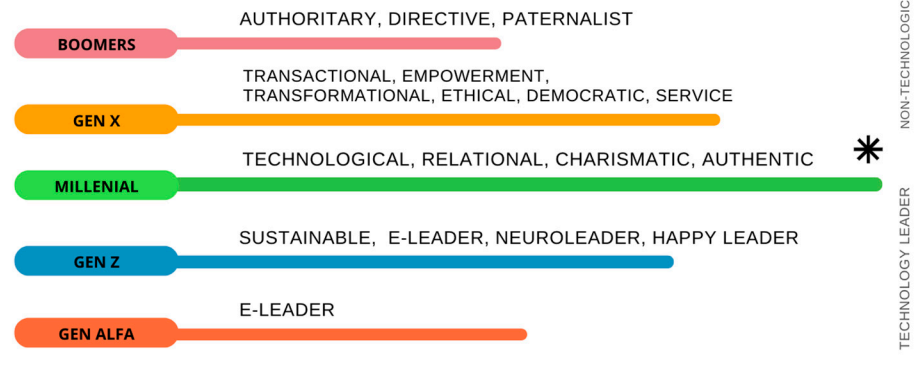 AUTHORITARY, DIRECTIVE, PATERNALIST
BOOMERS
TRANSACTIONAL, EMPOWERMENT,
TRANSFORMATIONAL, ETHICAL, DEMOCRATIC, SERVICE
GEN X
TECHNOLOGICAL, RELATIONAL, CHARISMATIC, AUTHENTIC
MILLENIAL
SUSTAINABLE, E-LEADER, NEUROLEADER, HAPPY LEADER
GEN Z
E-LEADER
GEN ALFA
NON-TECHNOLOGIC
TECHNOLOGY LEADER